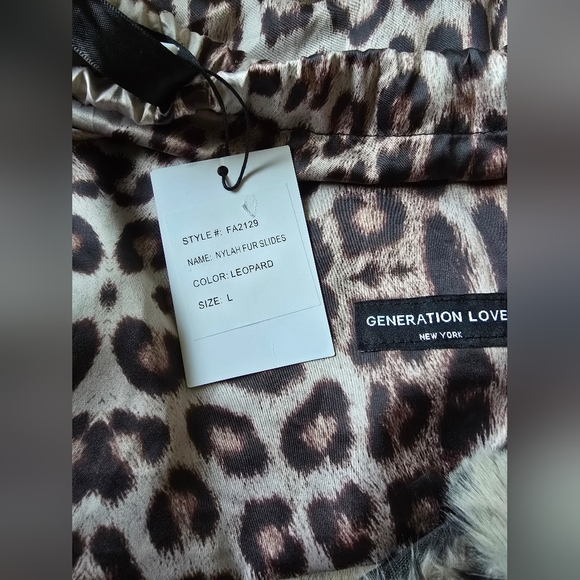 STYLE #: FA2129
NAME: NYLAH FUR SLIDES
COLOR: LEOPARD
SIZE: L
GENERATION LOVE
NEW YORK